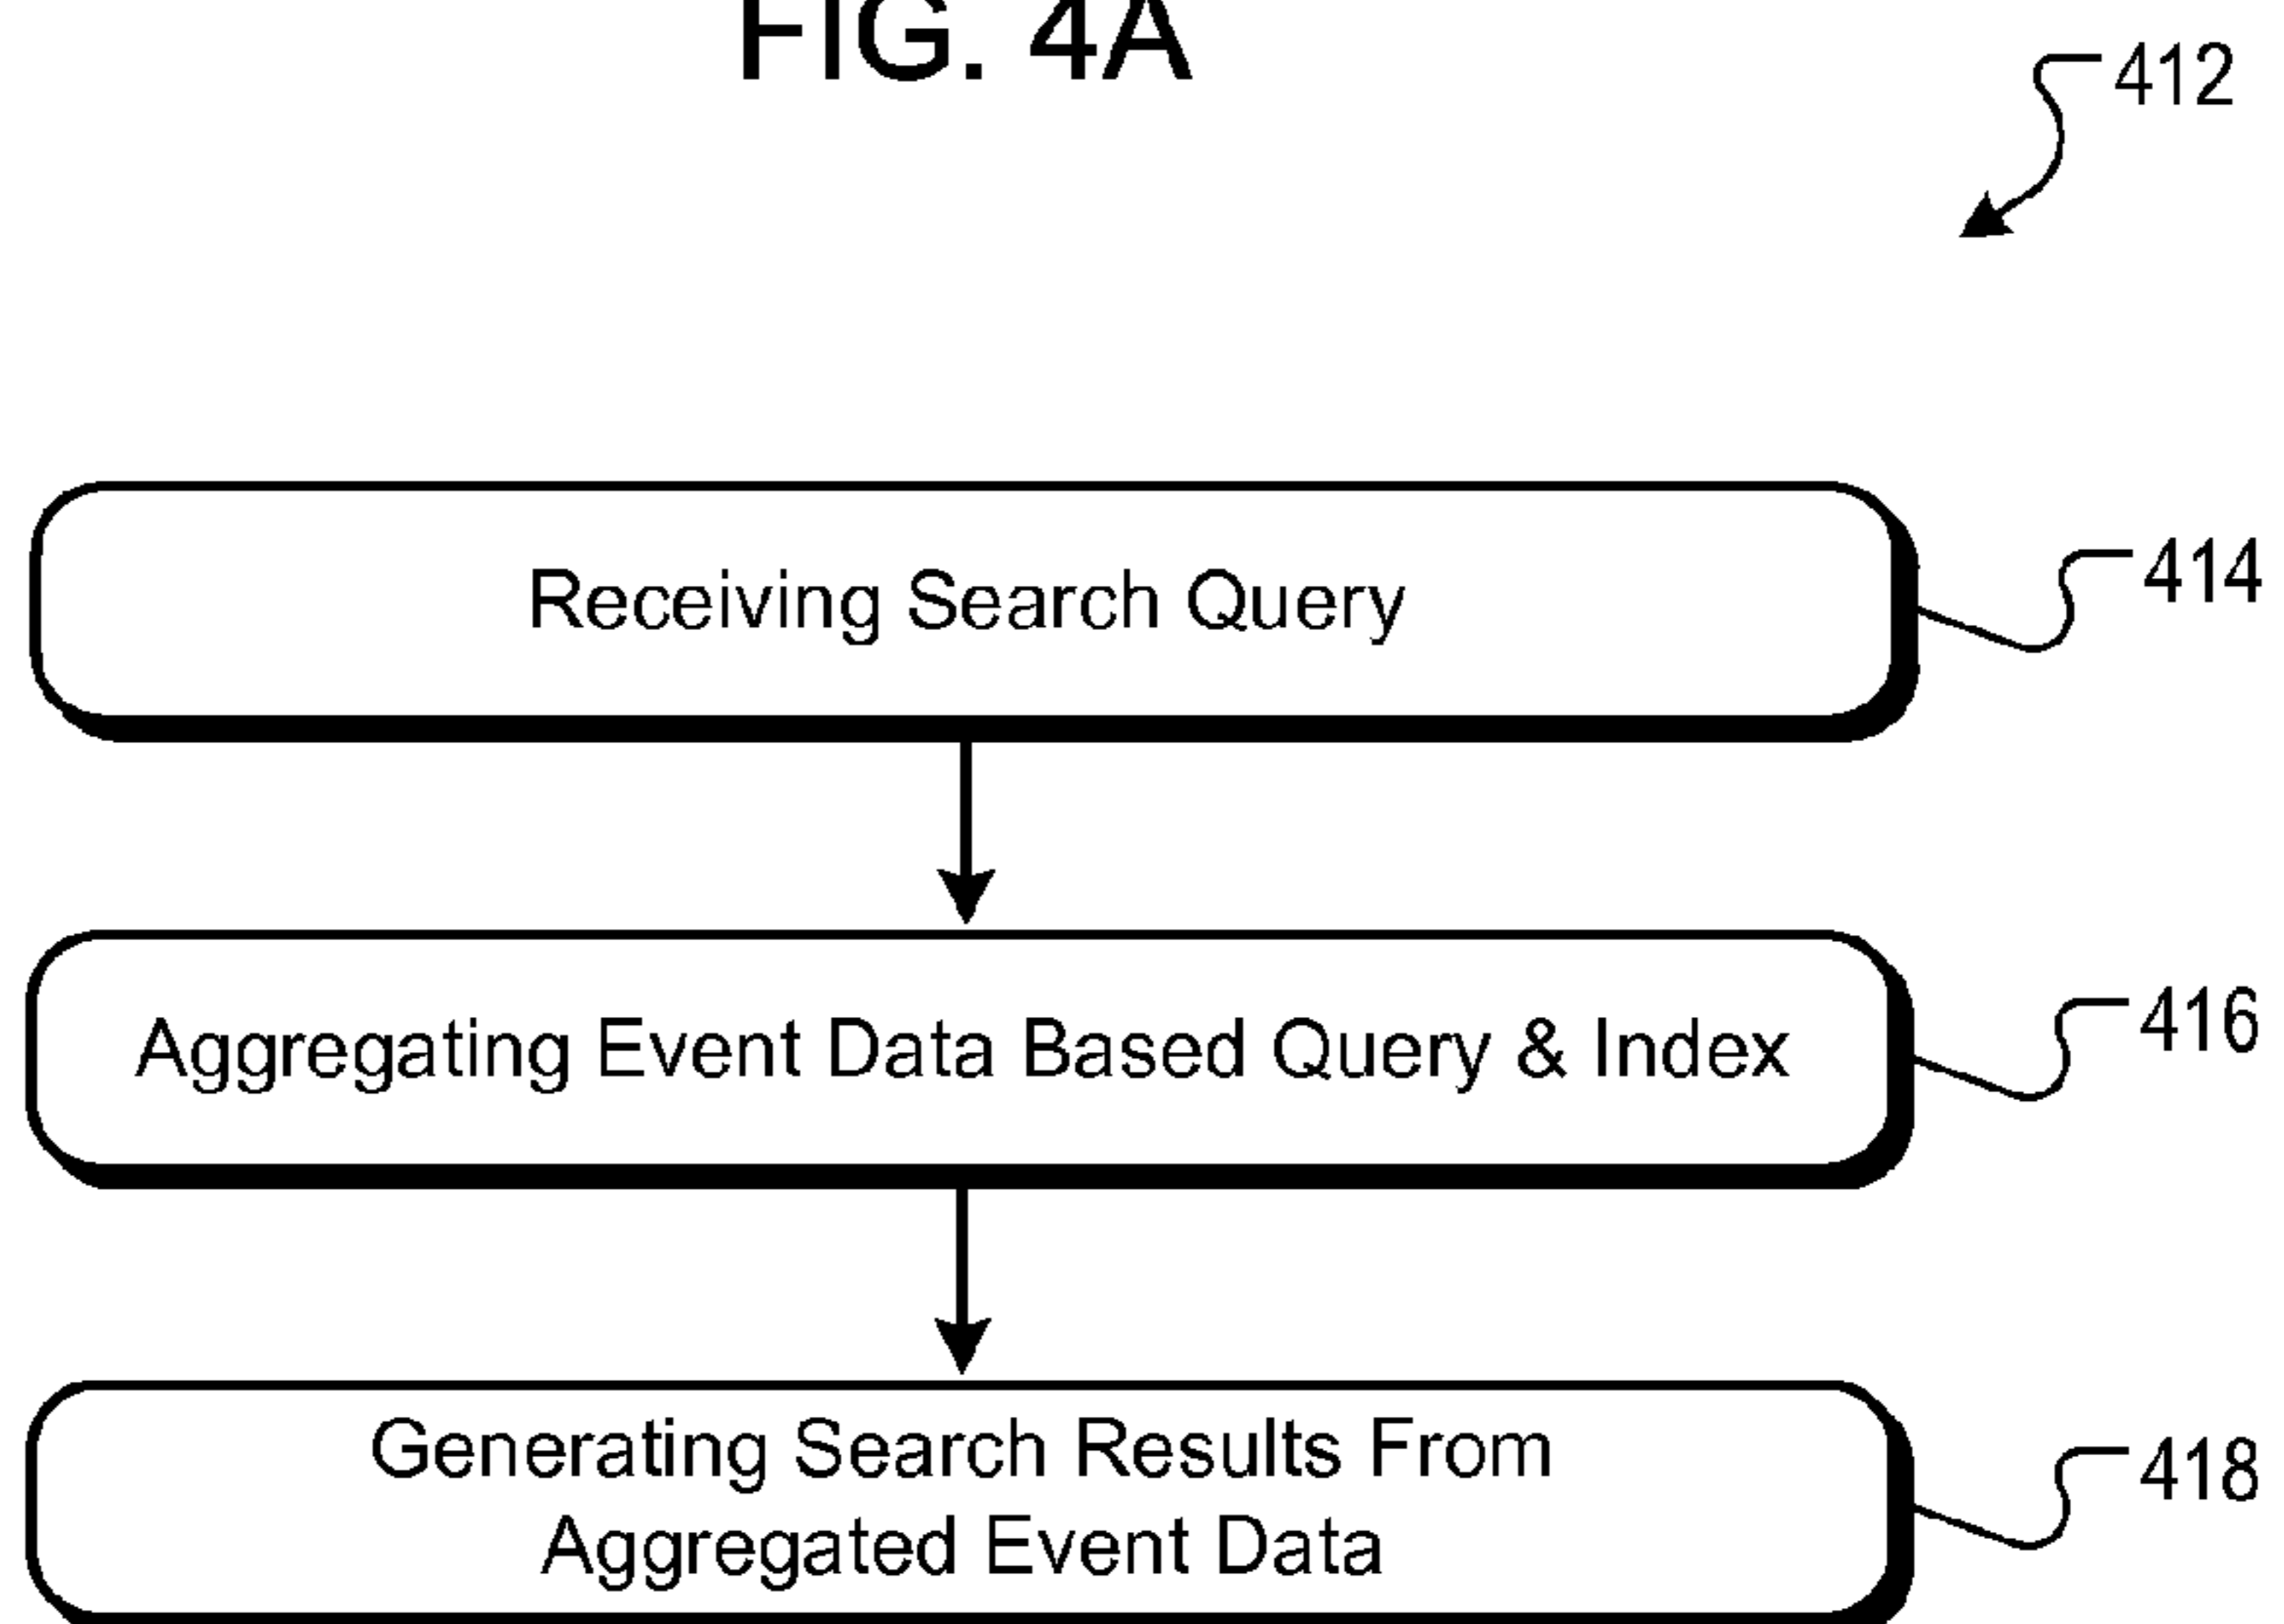 FIG. 4A
412
Receiving Search Query
414
Aggregating Event Data Based Query & Index
416
Generating Search Results From
Aggregated Event Data
418